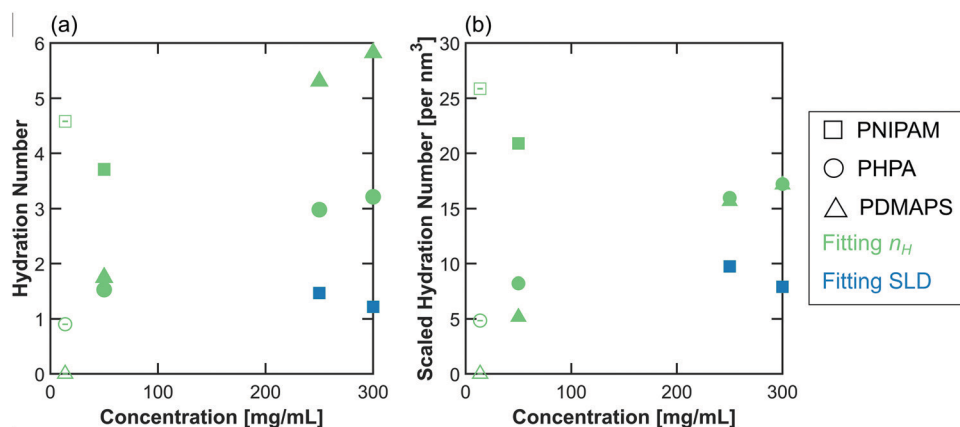 (a)
6
5
4
3
2
1
0
Hydration Number
0
100
200
300
Concentration [mg/mL]
(b)
30
25
20
15
10
5
0
Scaled Hydration Number [per nm³]
0
100
200
300
Concentration [mg/mL]
PNIPAM
PHPA
PDMAPS
Fitting n_H
Fitting SLD